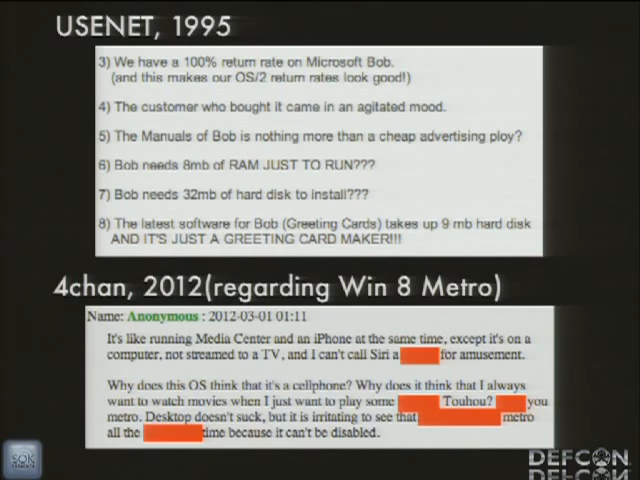 USENET, 1995
3) We have a 100% return rate on Microsoft Bob.
(and this makes our OS/2 return rates look good!)
4) The customer who bought it came in an agitated mood.
5) The Manuals of Bob is nothing more than a cheap advertising ploy?
6) Bob needs 8mb of RAM JUST TO RUN???
7) Bob needs 32mb of hard disk to install???
8) The latest software for Bob (Greeting Cards) takes up 9 mb hard disk
AND IT'S JUST A GREETING CARD MAKER!!!
4chan, 2012(regarding Win 8 Metro)
Name: Anonymous : 2012-03-01 01:11
It's like running Media Center and an iPhone at the same time, except it's on a
computer, not streamed to a TV, and I can't call Siri a for amusement.
Why does this OS think that it's a cellphone? Why does it think that I always
want to watch movies when I just want to play some Touhou? you
metro. Desktop doesn't suck, but it is irritating to see that metro
all the time because it can't be disabled.
SOK
DEFCON